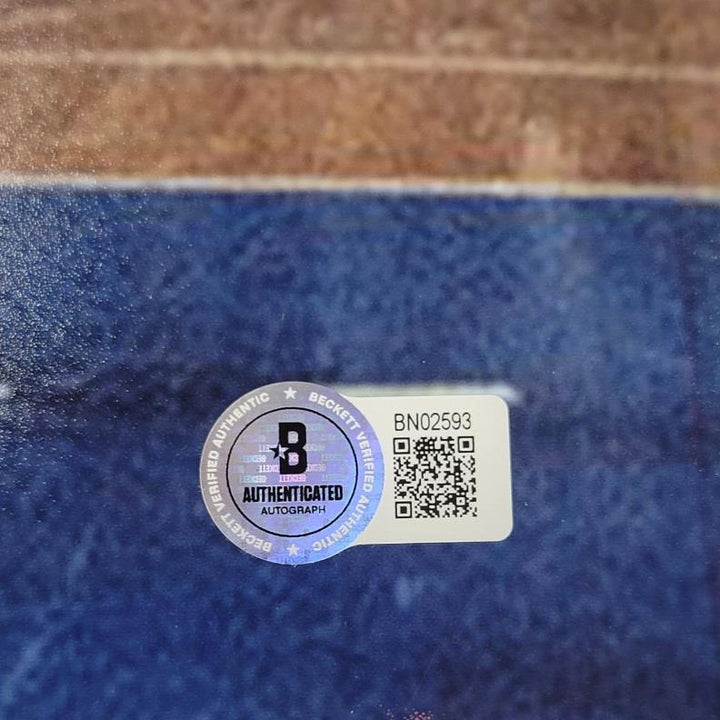 BECKETT VERIFIED AUTHENTIC ★ BECKETT VERIFIED AUTHENTIC ★
B
AUTHENTICATED
AUTOGRAPH
BN02593